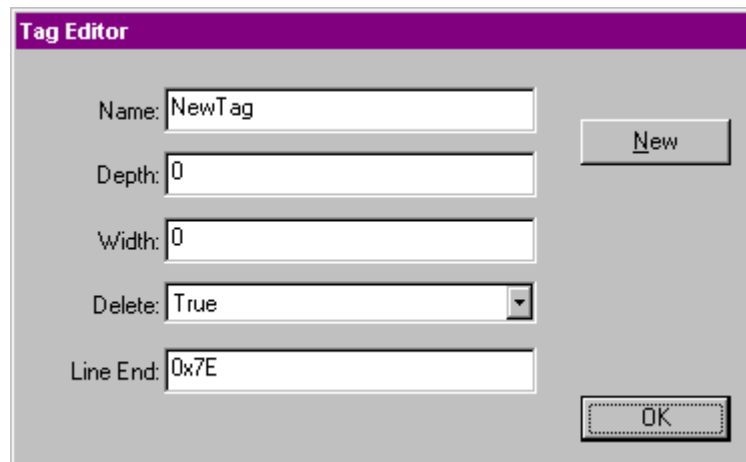 Tag Editor
Name: NewTag
New
Depth: 0
Width: 0
Delete: True
Line End: 0x7E
OK